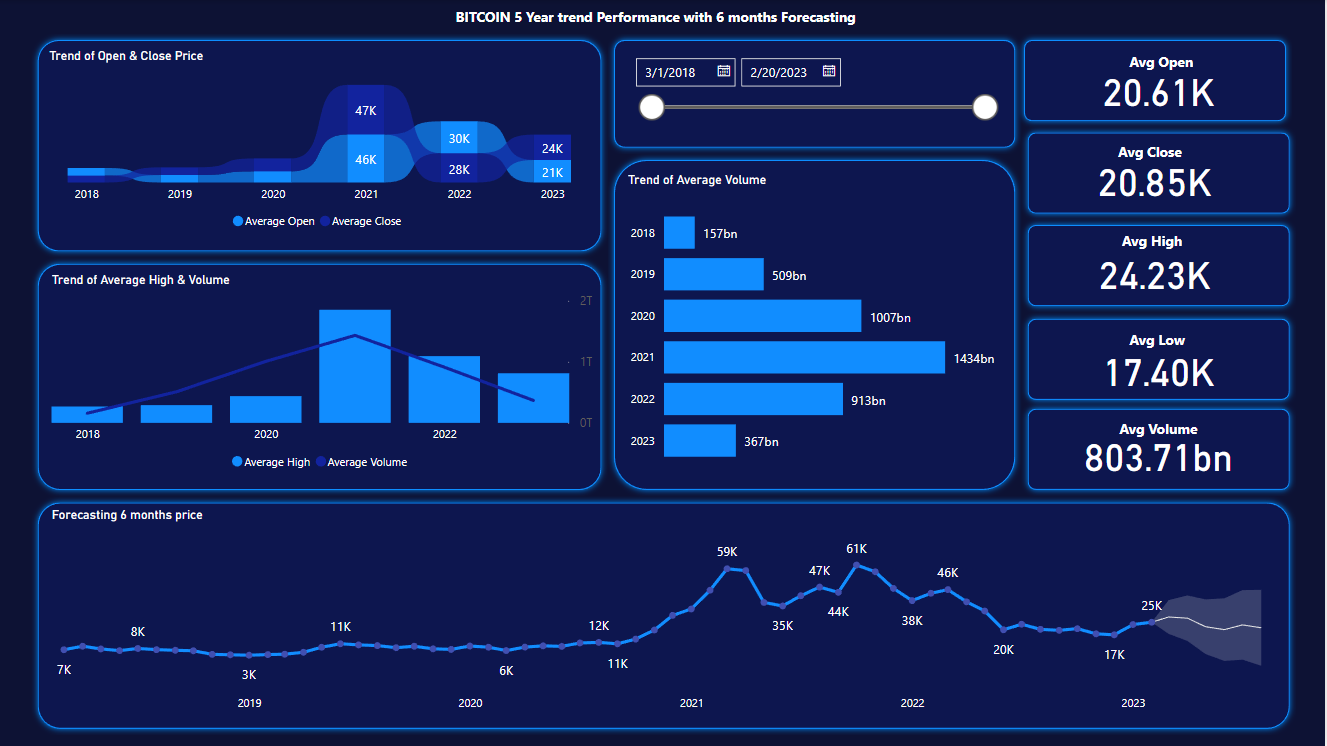 BITCOIN 5 Year trend Performance with 6 months Forecasting
Trend of Open & Close Price
47K
46K
30K
28K
24K
21K
2018 2019 2020 2021 2022 2023
Average Open Average Close
3/1/2018 2/20/2023
Avg Open
20.61K
Avg Close
20.85K
Avg High
24.23K
Avg Low
17.40K
Avg Volume
803.71bn
Trend of Average High & Volume
2T
1T
0T
2018 2020 2022
Average High Average Volume
Trend of Average Volume
2018 157bn
2019 509bn
2020 1007bn
2021 1434bn
2022 913bn
2023 367bn
Forecasting 6 months price
7K
8K
3K
11K
6K
12K
11K
59K
35K
47K
44K
61K
38K
46K
20K
17K
25K
2019 2020 2021 2022 2023